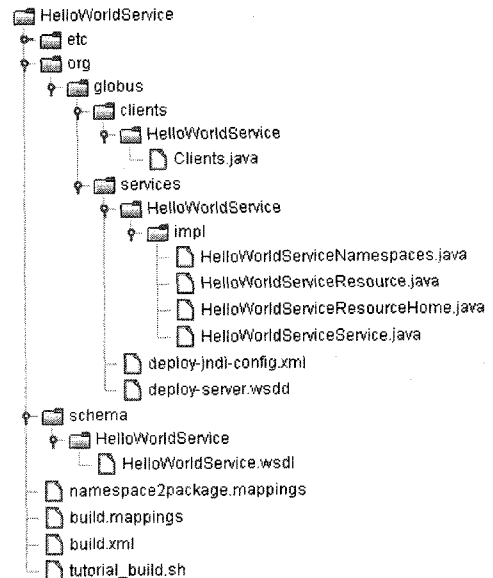 HelloWorldService
etc
org
globus
clients
HelloWorldService
Clients.java
services
HelloWorldService
impl
HelloWorldServiceNamespaces.java
HelloWorldServiceResource.java
HelloWorldServiceResourceHome.java
HelloWorldServiceService.java
deploy-jndi-config.xml
deploy-server.wsdd
schema
HelloWorldService
HelloWorldService.wsdl
namespace2package.mappings
build.mappings
build.xml
tutorial_build.sh